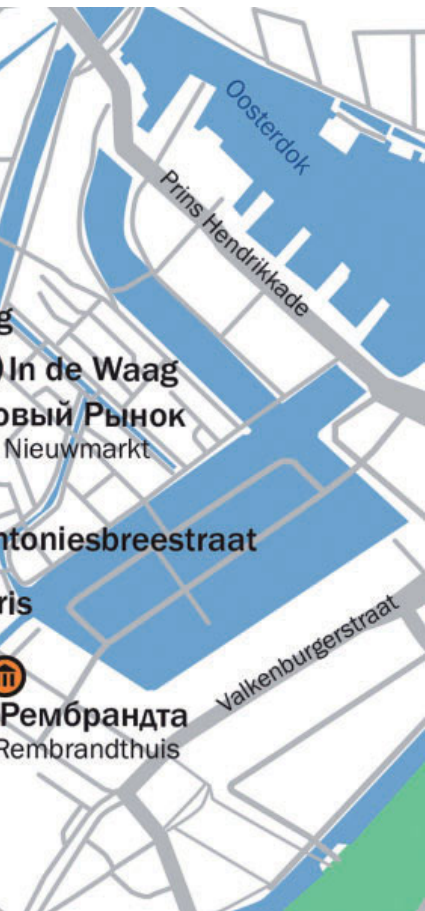 Oosterdok
Prins Hendrikkade
g
In de Waag
овый Рынок
Nieuwmarkt
ntoniesbreestraat
ris
Valkenburgerstraat
Рембрандта
Rembrandthuis